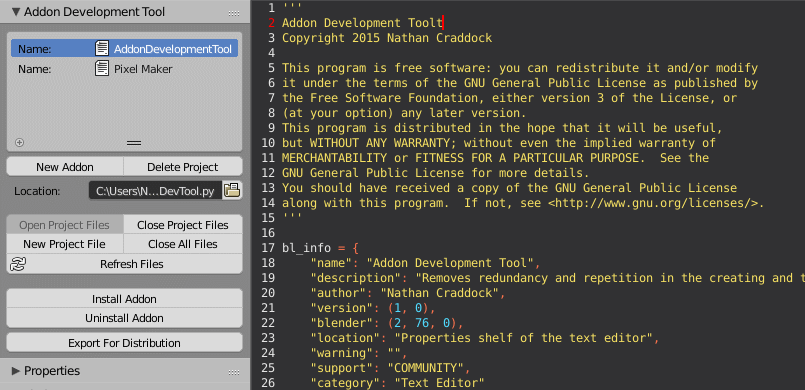 Addon Development Tool
Name: AddonDevelopmentTool
Name: Pixel Maker
New Addon Delete Project
Location: C:\Users\N...DevTool.py
Open Project Files Close Project Files
New Project File Close All Files
Refresh Files
Install Addon
Uninstall Addon
Export For Distribution
Properties
1 '''
2 Addon Development Toolt
3 Copyright 2015 Nathan Craddock
4
5 This program is free software: you can redistribute it and/or modify
6 it under the terms of the GNU General Public License as published by
7 the Free Software Foundation, either version 3 of the License, or
8 (at your option) any later version.
9 This program is distributed in the hope that it will be useful,
10 but WITHOUT ANY WARRANTY; without even the implied warranty of
11 MERCHANTABILITY or FITNESS FOR A PARTICULAR PURPOSE.  See the
12 GNU General Public License for more details.
13 You should have received a copy of the GNU General Public License
14 along with this program.  If not, see <http://www.gnu.org/licenses/>.
15 '''
16
17 bl_info = {
18     "name": "Addon Development Tool",
19     "description": "Removes redundancy and repetition in the creating and t
20     "author": "Nathan Craddock",
21     "version": (1, 0),
22     "blender": (2, 76, 0),
23     "location": "Properties shelf of the text editor",
24     "warning": "",
25     "support": "COMMUNITY",
26     "category": "Text Editor"